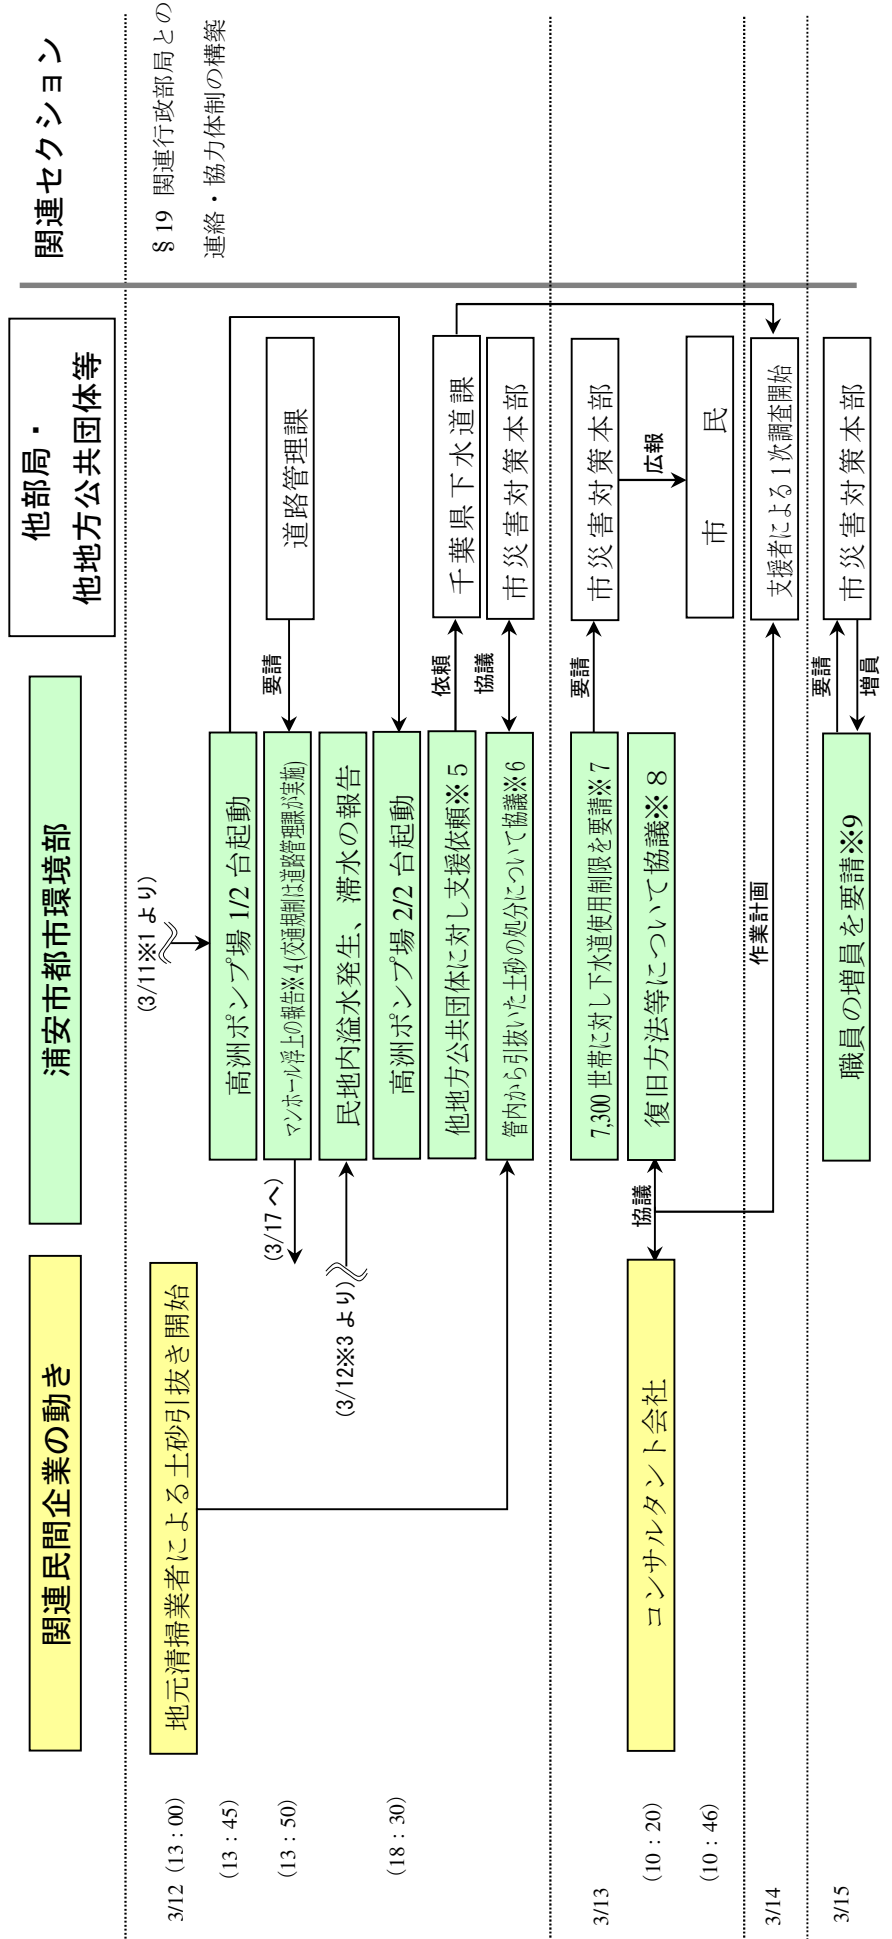 関連民間企業の動き
浦安市都市環境部
他部局・
他地方公共団体等
関連セクション
3/12（13：00）
地元清掃業者による土砂引抜き開始
§19 関連行政部局との
連絡・協力体制の構築
(3/11※1 より)
（13：45）
高洲ポンプ場 1/2 台起動
（13：50）
(3/17 へ)
マンホール浮上の報告※4(交通規制は道路管理課が実施)
要請
道路管理課
(3/12※3 より)
民地内溢水発生、滞水の報告
（18：30）
高洲ポンプ場 2/2 台起動
他地方公共団体に対し支援依頼※5
依頼
千葉県下水道課
管内から引抜いた土砂の処分について協議※6
協議
市災害対策本部
3/13
7,300 世帯に対し下水道使用制限を要請※7
要請
市災害対策本部
（10：20）
コンサルタント会社
協議
復旧方法等について協議※8
広報
（10：46）
市民
3/14
作業計画
支援者による1次調査開始
3/15
職員の増員を要請※9
要請
増員
市災害対策本部